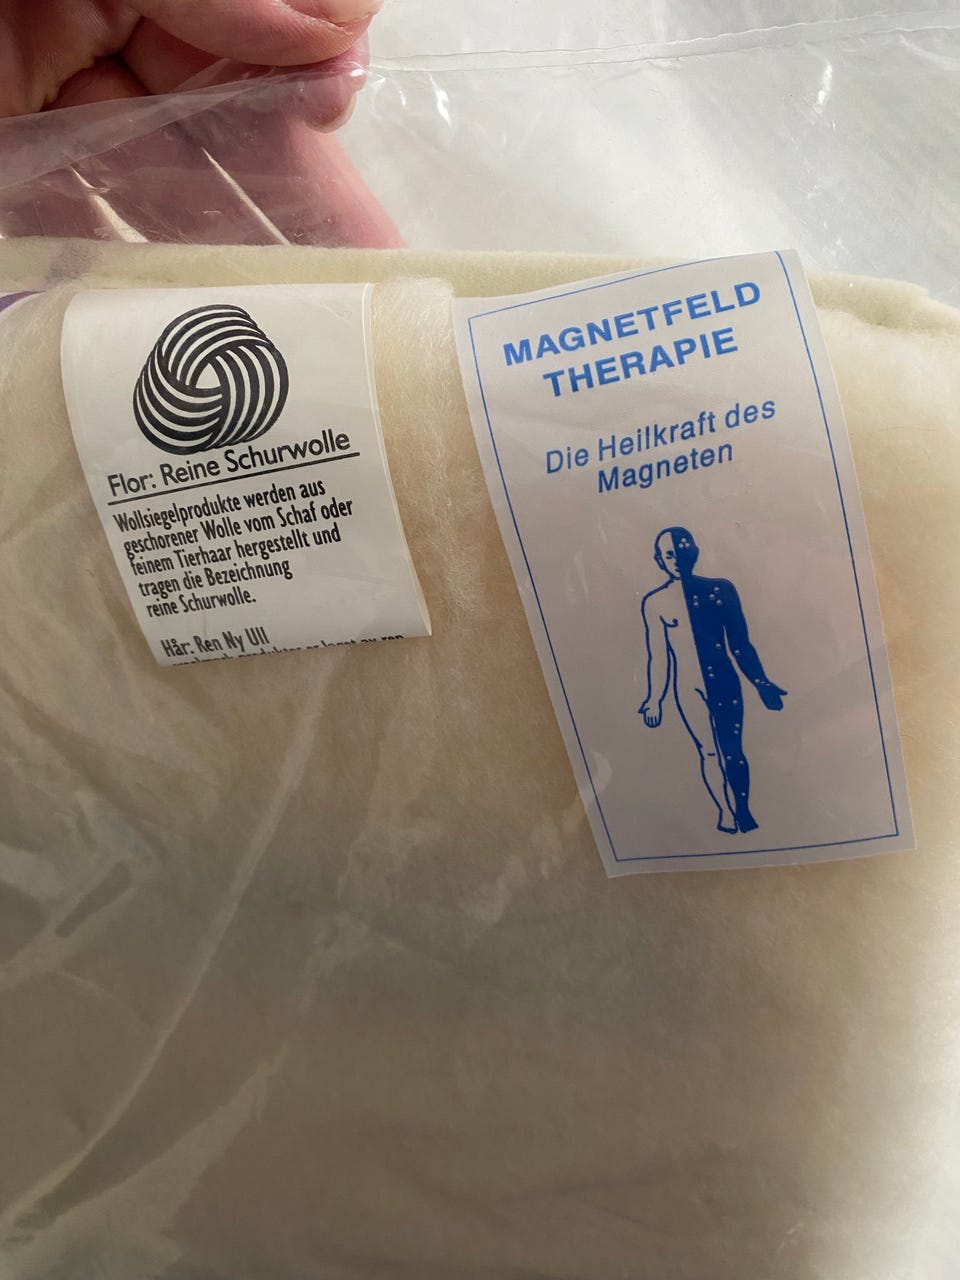 Flor: Reine Schurwolle
Wollsiegelprodukte werden aus
geschorener Wolle vom Schaf oder
feinem Tierhaar hergestellt und
tragen die Bezeichnung
reine Schurwolle.
Hår: Ren Ny Ull
MAGNETFELD
THERAPIE
Die Heilkraft des
Magneten